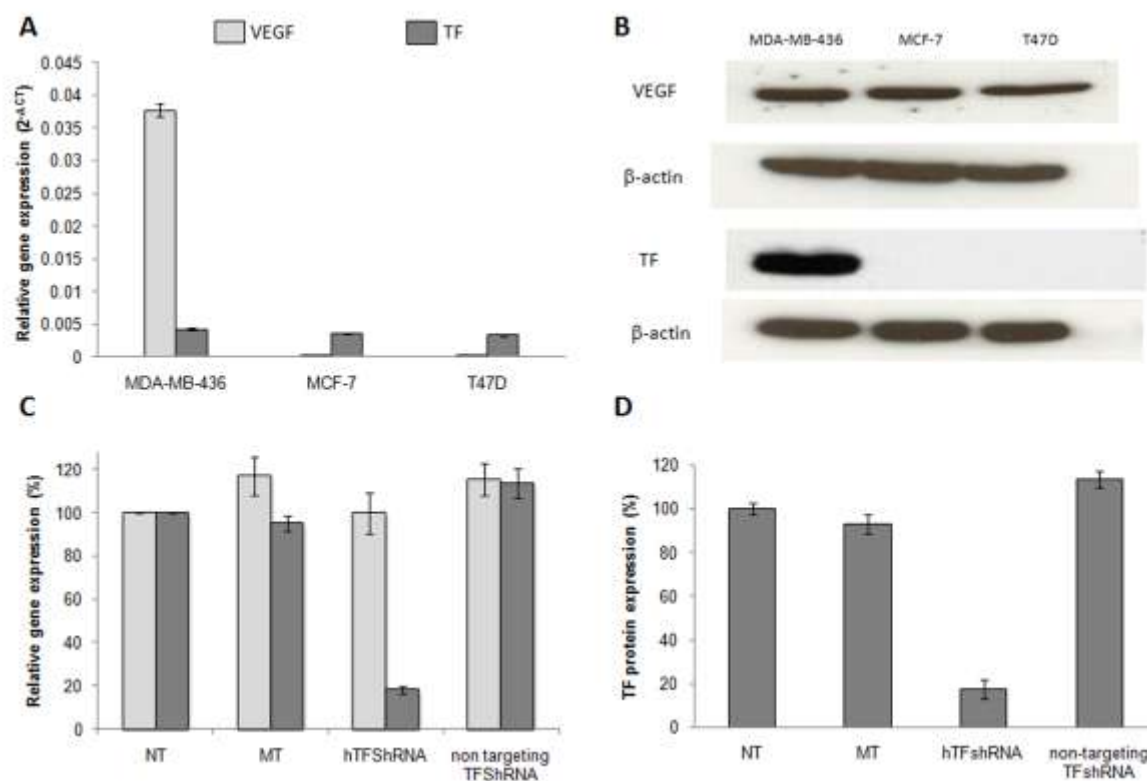 A
VEGF
TF
Relative gene expression (2-ΔCT)
0.045
0.04
0.035
0.03
0.025
0.02
0.015
0.01
0.005
0
MDA-MB-436
MCF-7
T47D
B
MDA-MB-436
MCF-7
T47D
VEGF
β-actin
TF
β-actin
C
Relative gene expression (%)
120
100
80
60
40
20
0
NT
MT
hTFShRNA
non targeting
TFShRNA
D
TF protein expression (%)
120
100
80
60
40
20
0
NT
MT
hTFshRNA
non-targeting
TFshRNA